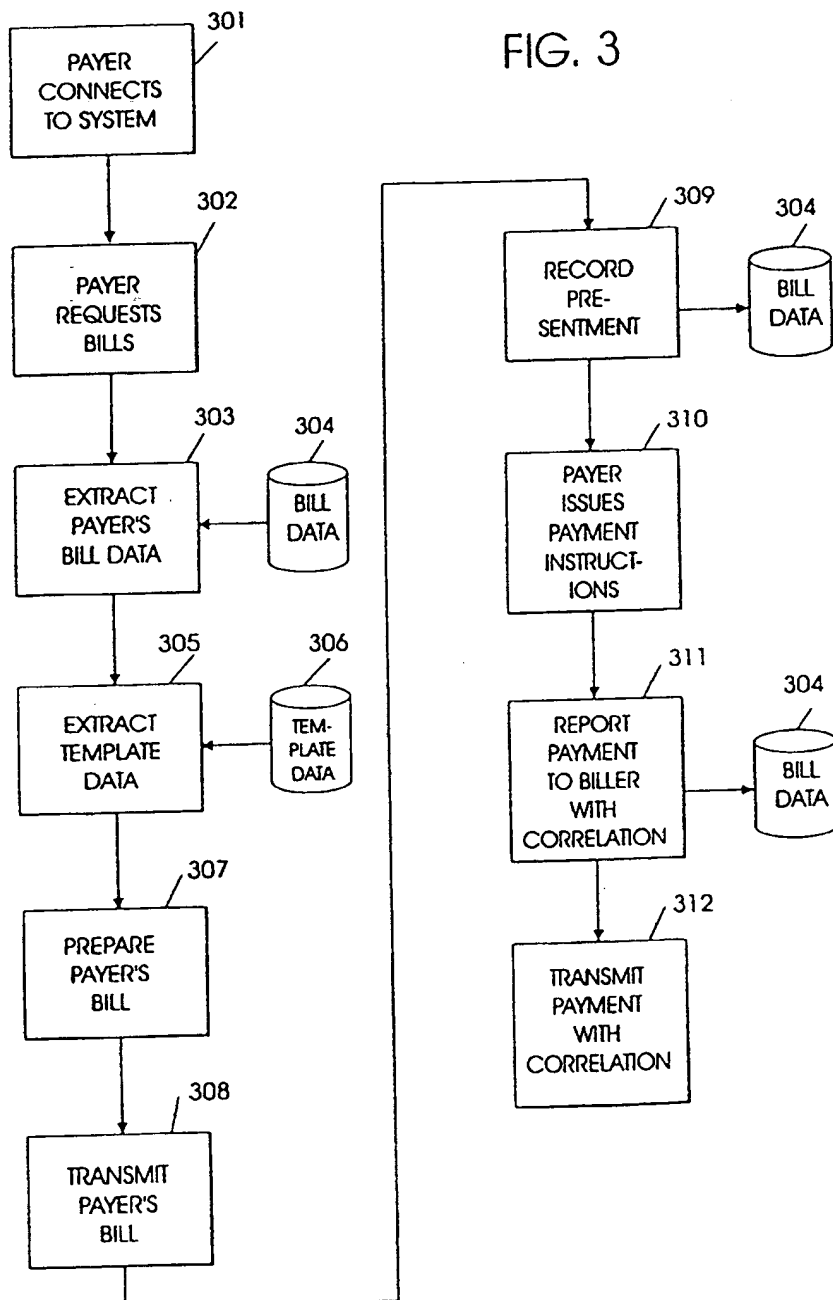 FIG. 3
301
PAYER
CONNECTS
TO SYSTEM
302
PAYER
REQUESTS
BILLS
303
EXTRACT
PAYER'S
BILL DATA
304
BILL
DATA
305
EXTRACT
TEMPLATE
DATA
306
TEM-
PLATE
DATA
307
PREPARE
PAYER'S
BILL
308
TRANSMIT
PAYER'S
BILL
309
RECORD
PRE-
SENTMENT
304
BILL
DATA
310
PAYER
ISSUES
PAYMENT
INSTRUCT-
IONS
311
REPORT
PAYMENT
TO BILLER
WITH
CORRELATION
304
BILL
DATA
312
TRANSMIT
PAYMENT
WITH
CORRELATION